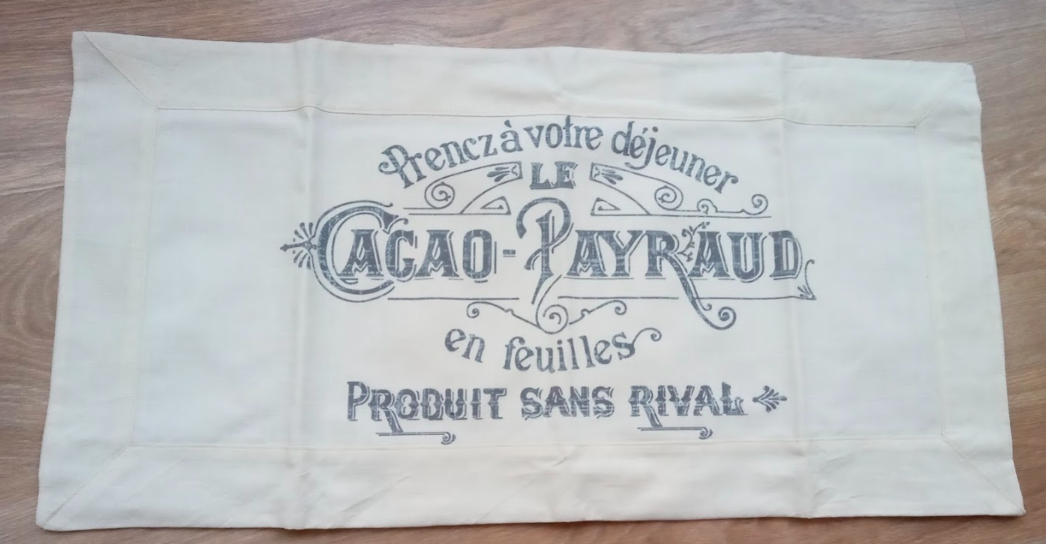 Prencz à votre déjeuner
LE
CACAO-PAYRAUD
en feuilles
PRODUIT SANS RIVAL